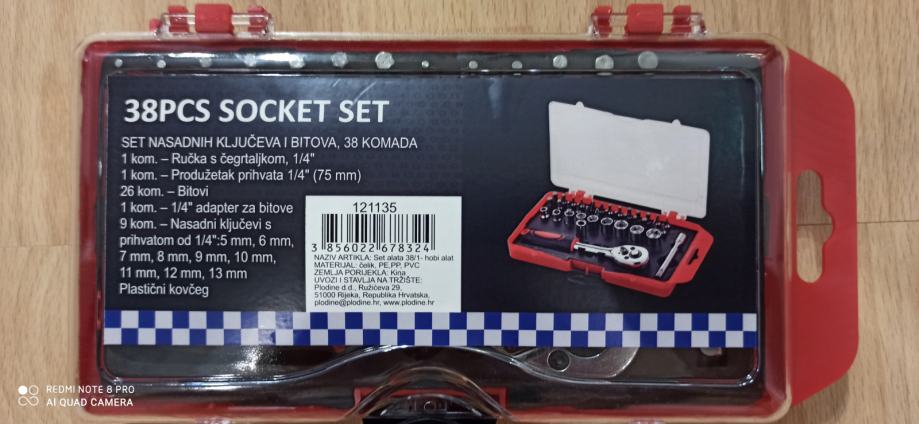 38PCS SOCKET SET
SET NASADNIH KLJUČEVA I BITOVA, 38 KOMADA
1 kom. – Ručka s čegrtaljkom, 1/4"
1 kom. – Produžetak prihvata 1/4" (75 mm)
26 kom. – Bitovi
1 kom. – 1/4" adapter za bitove
9 kom. – Nasadni ključevi s
prihvatom od 1/4":5 mm, 6 mm,
7 mm, 8 mm, 9 mm, 10 mm,
11 mm, 12 mm, 13 mm
Plastični kovčeg
121135
3 856022 678324
NAZIV ARTIKLA: Set alata 38/1- hobi alat
MATERIJAL: čelik, PE,PP, PVC
ZEMLJA PORIJEKLA: Kina
UVOZI I STAVLJA NA TRŽIŠTE:
Plodine d.d., Ružićeva 29,
51000 Rijeka, Republika Hrvatska,
plodine@plodine.hr, www.plodine.hr
REDMI NOTE 8 PRO
AI QUAD CAMERA